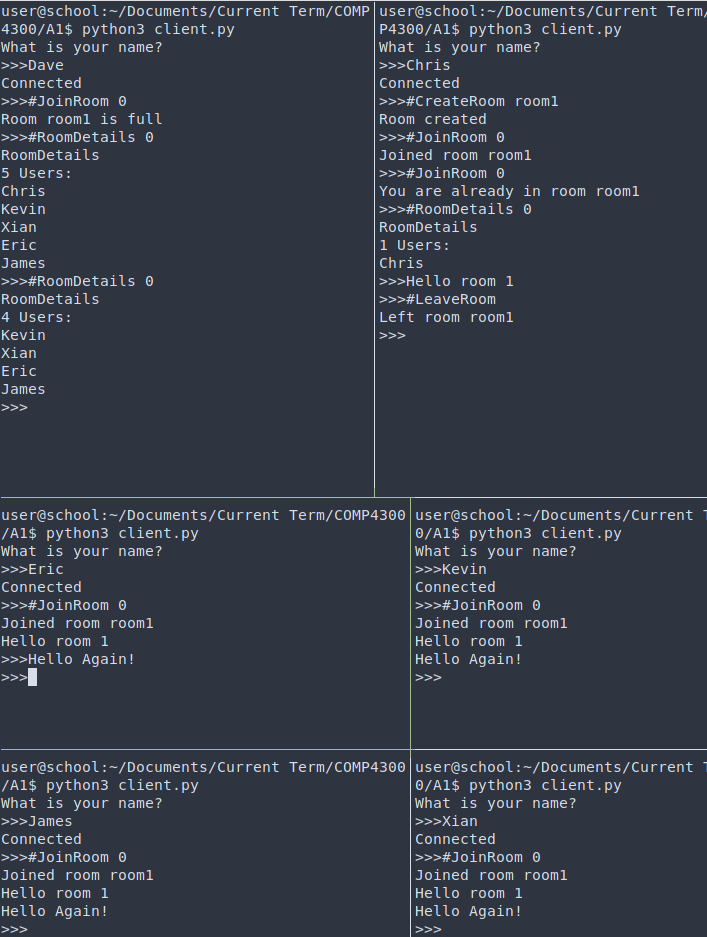 user@school:~/Documents/Current Term/COMP
4300/A1$ python3 client.py
What is your name?
>>>Dave
Connected
>>>#JoinRoom 0
Room room1 is full
>>>#RoomDetails 0
RoomDetails
5 Users:
Chris
Kevin
Xian
Eric
James
>>>#RoomDetails 0
RoomDetails
4 Users:
Kevin
Xian
Eric
James
>>>
user@school:~/Documents/Current Term/
P4300/A1$ python3 client.py
What is your name?
>>>Chris
Connected
>>>#CreateRoom room1
Room created
>>>#JoinRoom 0
Joined room room1
>>>#JoinRoom 0
You are already in room room1
>>>#RoomDetails 0
RoomDetails
1 Users:
Chris
>>>Hello room 1
>>>#LeaveRoom
Left room room1
>>>
user@school:~/Documents/Current Term/COMP4300
/A1$ python3 client.py
What is your name?
>>>Eric
Connected
>>>#JoinRoom 0
Joined room room1
Hello room 1
>>>Hello Again!
>>>
user@school:~/Documents/Current T
0/A1$ python3 client.py
What is your name?
>>>Kevin
Connected
>>>#JoinRoom 0
Joined room room1
Hello room 1
Hello Again!
>>>
user@school:~/Documents/Current Term/COMP4300
/A1$ python3 client.py
What is your name?
>>>James
Connected
>>>#JoinRoom 0
Joined room room1
Hello room 1
Hello Again!
>>>
user@school:~/Documents/Current T
0/A1$ python3 client.py
What is your name?
>>>Xian
Connected
>>>#JoinRoom 0
Joined room room1
Hello room 1
Hello Again!
>>>